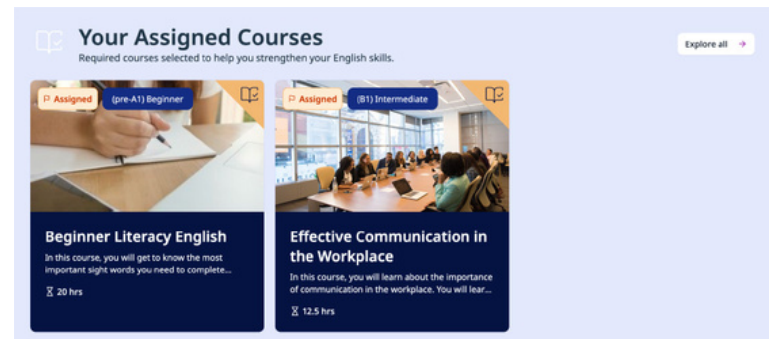 Your Assigned Courses
Required courses selected to help you strengthen your English skills.
Explore all
Assigned
(pre-A1) Beginner
Beginner Literacy English
In this course, you will get to know the most
important sight words you need to complete...
20 hrs
Assigned
(B1) Intermediate
Effective Communication in
the Workplace
In this course, you will learn about the importance
of communication in the workplace. You will lear...
12.5 hrs